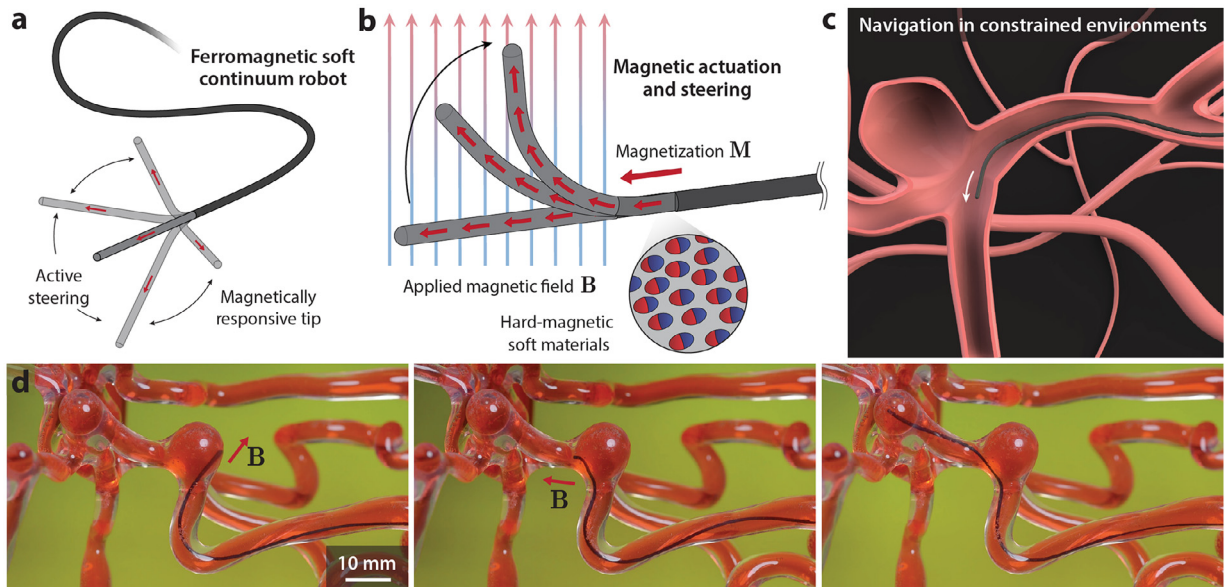 a
Ferromagnetic soft
continuum robot
Active
steering
Magnetically
responsive tip
b
Magnetic actuation
and steering
Magnetization M
Applied magnetic field B
Hard-magnetic
soft materials
c
Navigation in constrained environments
d
B
10 mm
B